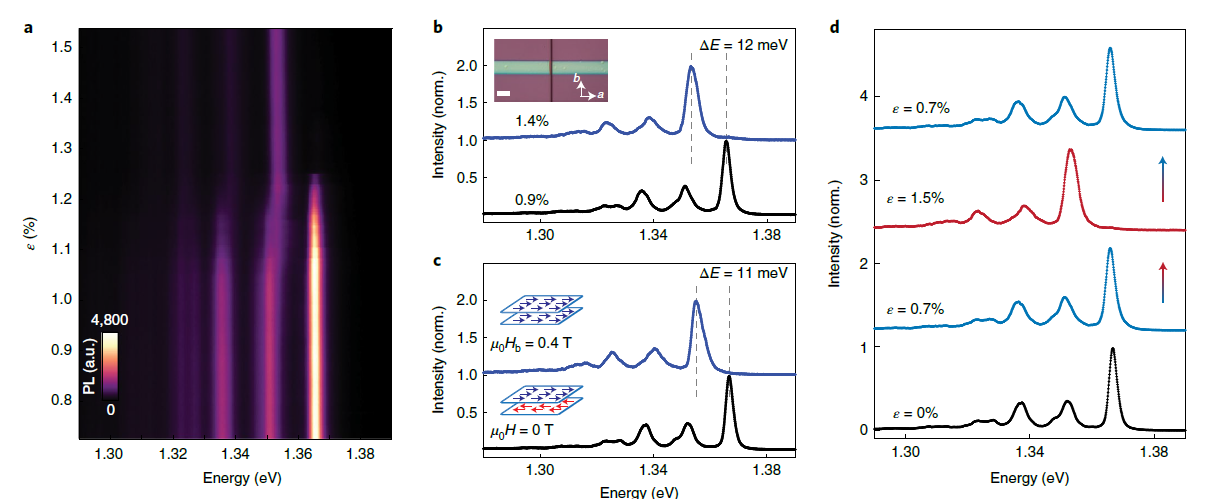 a
1.5
1.4
1.3
1.2
1.1
1.0
0.9
0.8
ε (%)
4,800
PL (a.u.)
0
1.30
1.32
1.34
1.36
1.38
Energy (eV)
b
ΔE = 12 meV
2.0
1.5
1.0
0.5
Intensity (norm.)
b
a
1.4%
0.9%
1.30
1.34
1.38
c
ΔE = 11 meV
2.0
1.5
1.0
0.5
Intensity (norm.)
μ₀H_b = 0.4 T
μ₀H = 0 T
1.30
1.34
1.38
Energy (eV)
d
4
3
2
1
0
Intensity (norm.)
ε = 0.7%
ε = 1.5%
ε = 0.7%
ε = 0%
1.30
1.34
1.38
Energy (eV)